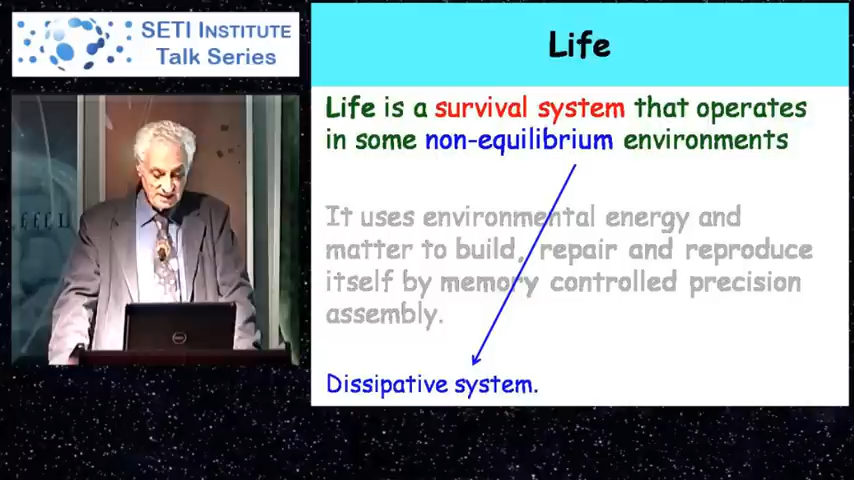 SETI INSTITUTE
Talk Series
Life
Life is a survival system that operates
in some non-equilibrium environments
It uses environmental energy and
matter to build, repair and reproduce
itself by memory controlled precision
assembly.
Dissipative system.
DELL